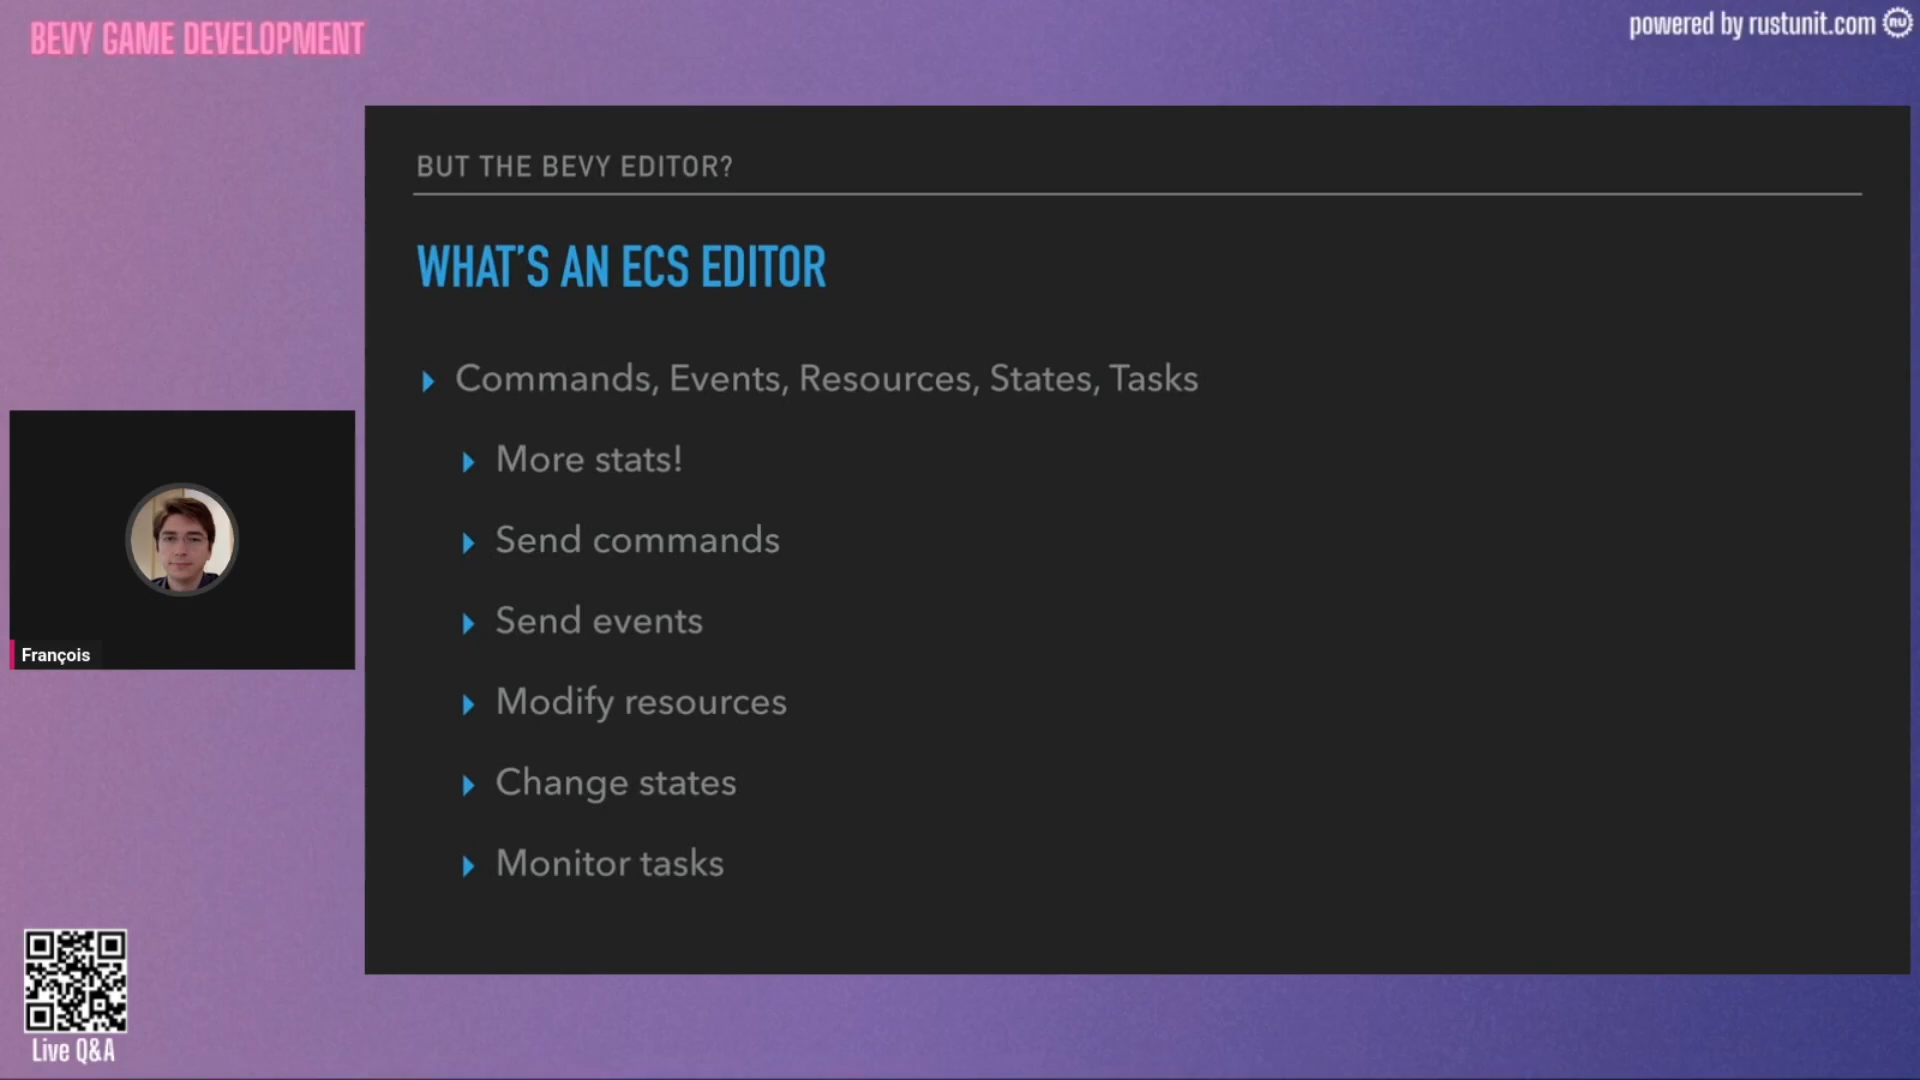 BEVY GAME DEVELOPMENT
powered by rustunit.com
RU
BUT THE BEVY EDITOR?
WHAT'S AN ECS EDITOR
Commands, Events, Resources, States, Tasks
More stats!
Send commands
Send events
Modify resources
Change states
Monitor tasks
François
Live Q&A